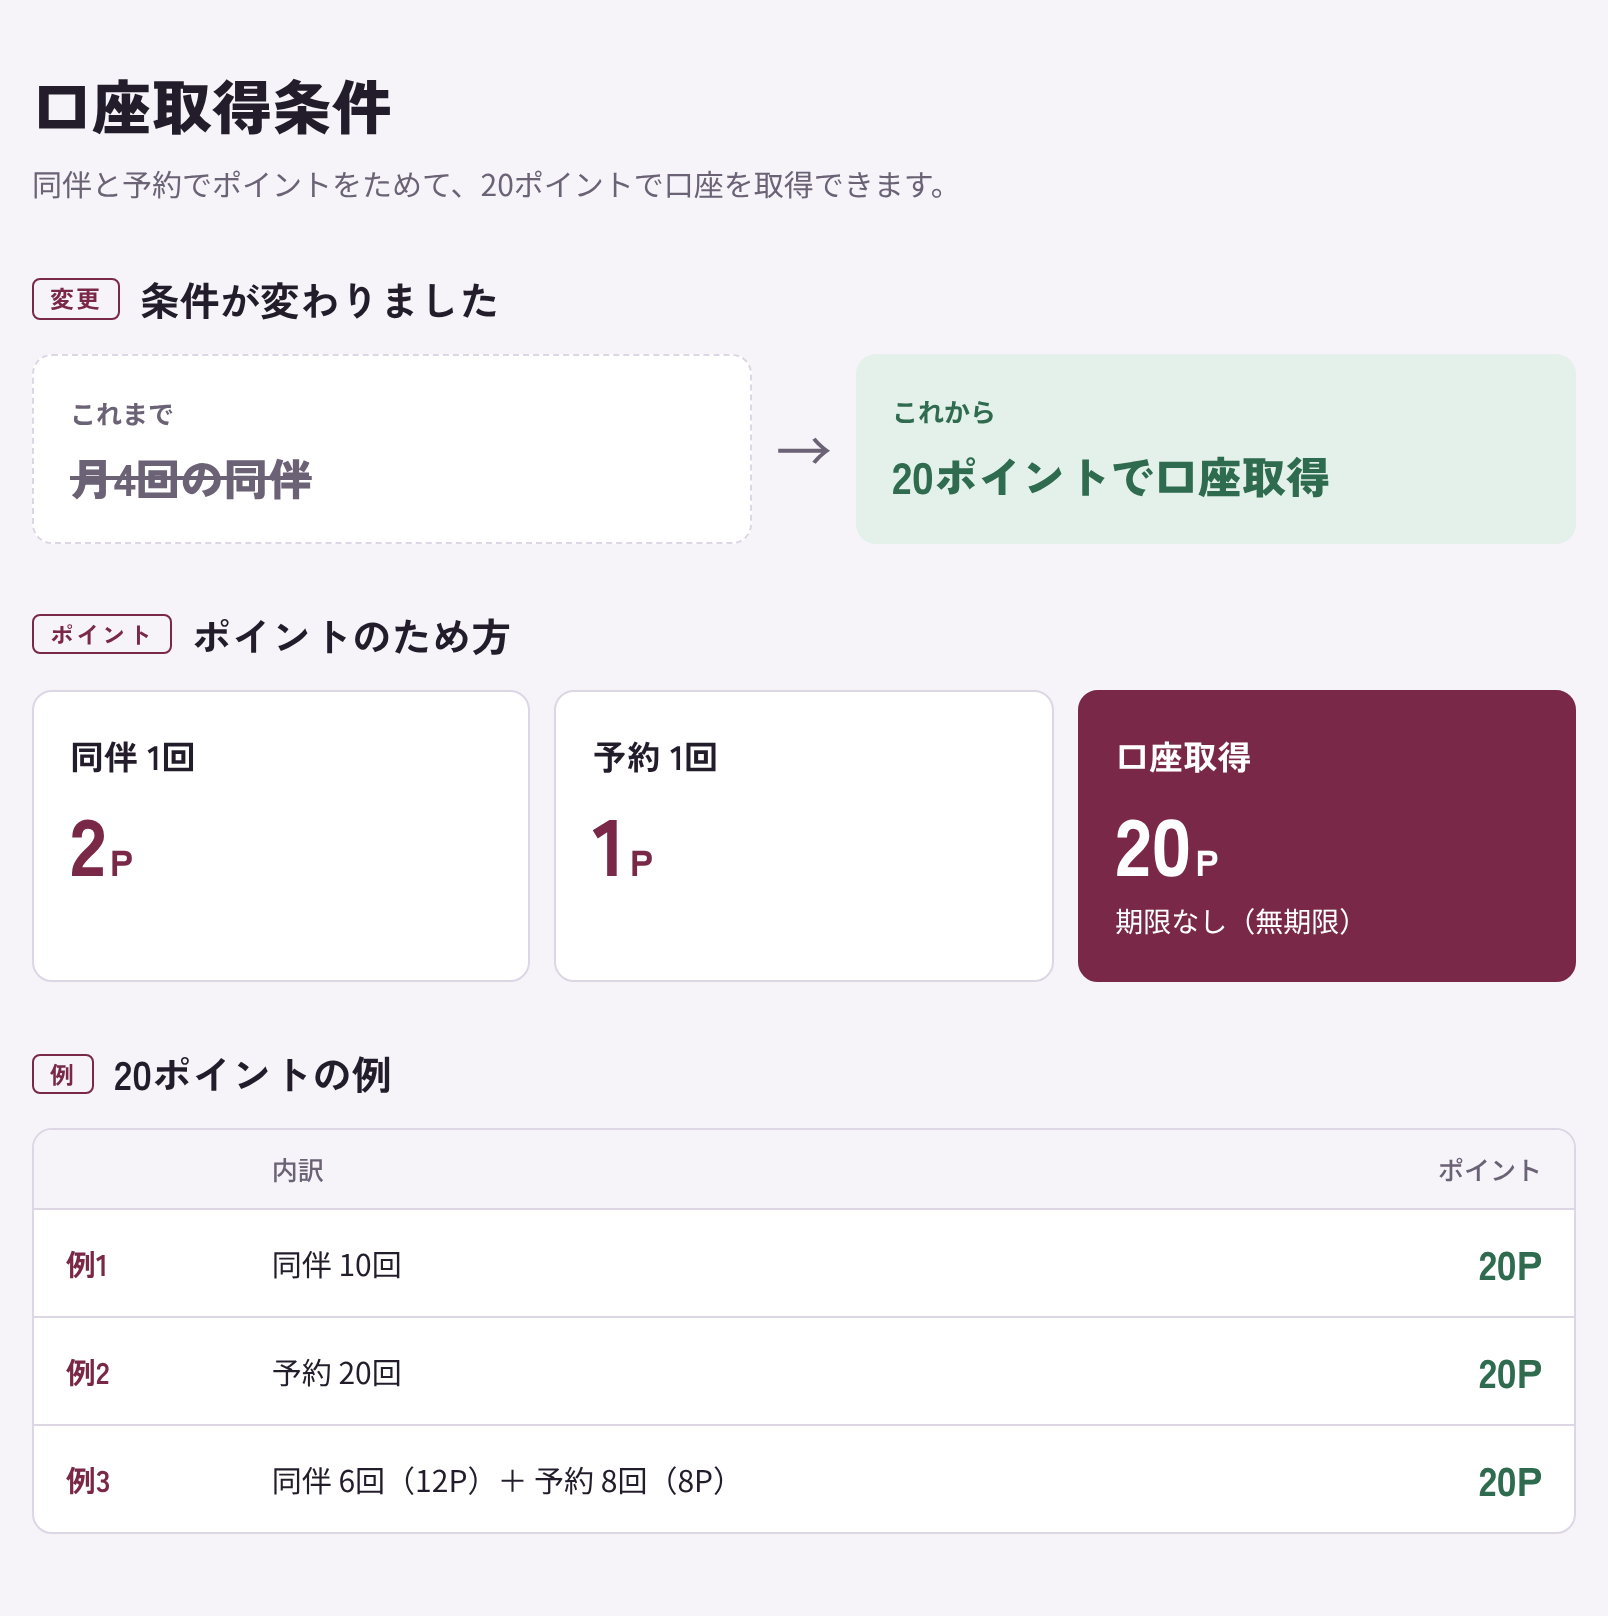 口座取得条件
同伴と予約でポイントをためて、20ポイントで口座を取得できます。
変更 条件が変わりました
これまで
月4回の同伴
→
これから
20ポイントで口座取得
ポイント ポイントのため方
同伴 1回
2P
予約 1回
1P
口座取得
20P
期限なし（無期限）
例 20ポイントの例
内訳 ポイント
例1 同伴 10回 20P
例2 予約 20回 20P
例3 同伴 6回（12P）＋ 予約 8回（8P） 20P